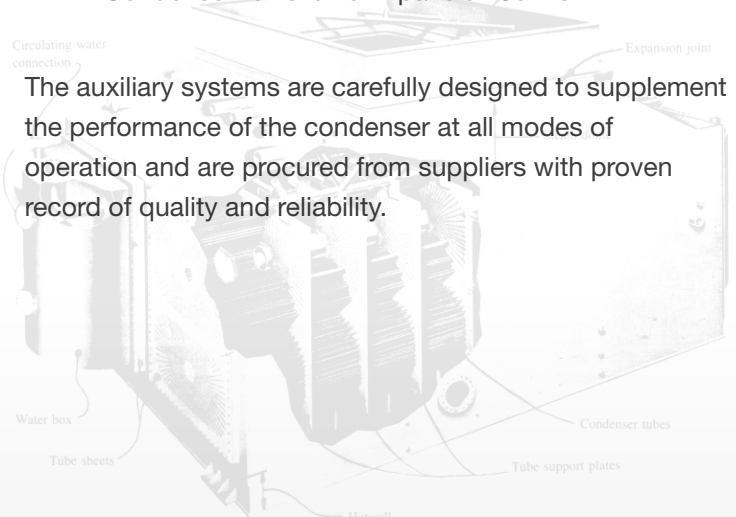 Circulating water
connection
Expansion joint
The auxiliary systems are carefully designed to supplement
the performance of the condenser at all modes of
operation and are procured from suppliers with proven
record of quality and reliability.
Water box
Condenser tubes
Tube sheets
Tube support plates
Hotwell